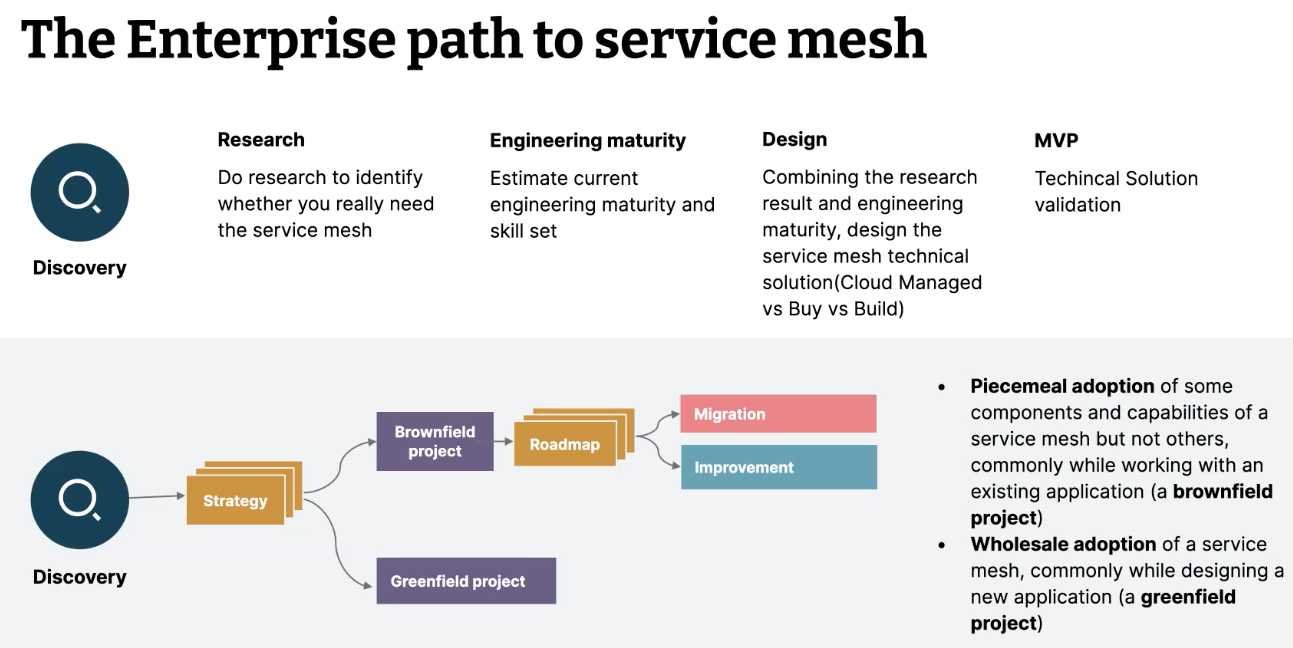 The Enterprise path to service mesh
Discovery
Research
Do research to identify
whether you really need
the service mesh
Engineering maturity
Estimate current
engineering maturity and
skill set
Design
Combining the research
result and engineering
maturity, design the
service mesh technical
solution(Cloud Managed
vs Buy vs Build)
MVP
Techincal Solution
validation
Discovery
Strategy
Brownfield
project
Roadmap
Migration
Improvement
Greenfield project
• Piecemeal adoption of some
components and capabilities of a
service mesh but not others,
commonly while working with an
existing application (a brownfield
project)
• Wholesale adoption of a service
mesh, commonly while designing a
new application (a greenfield
project)